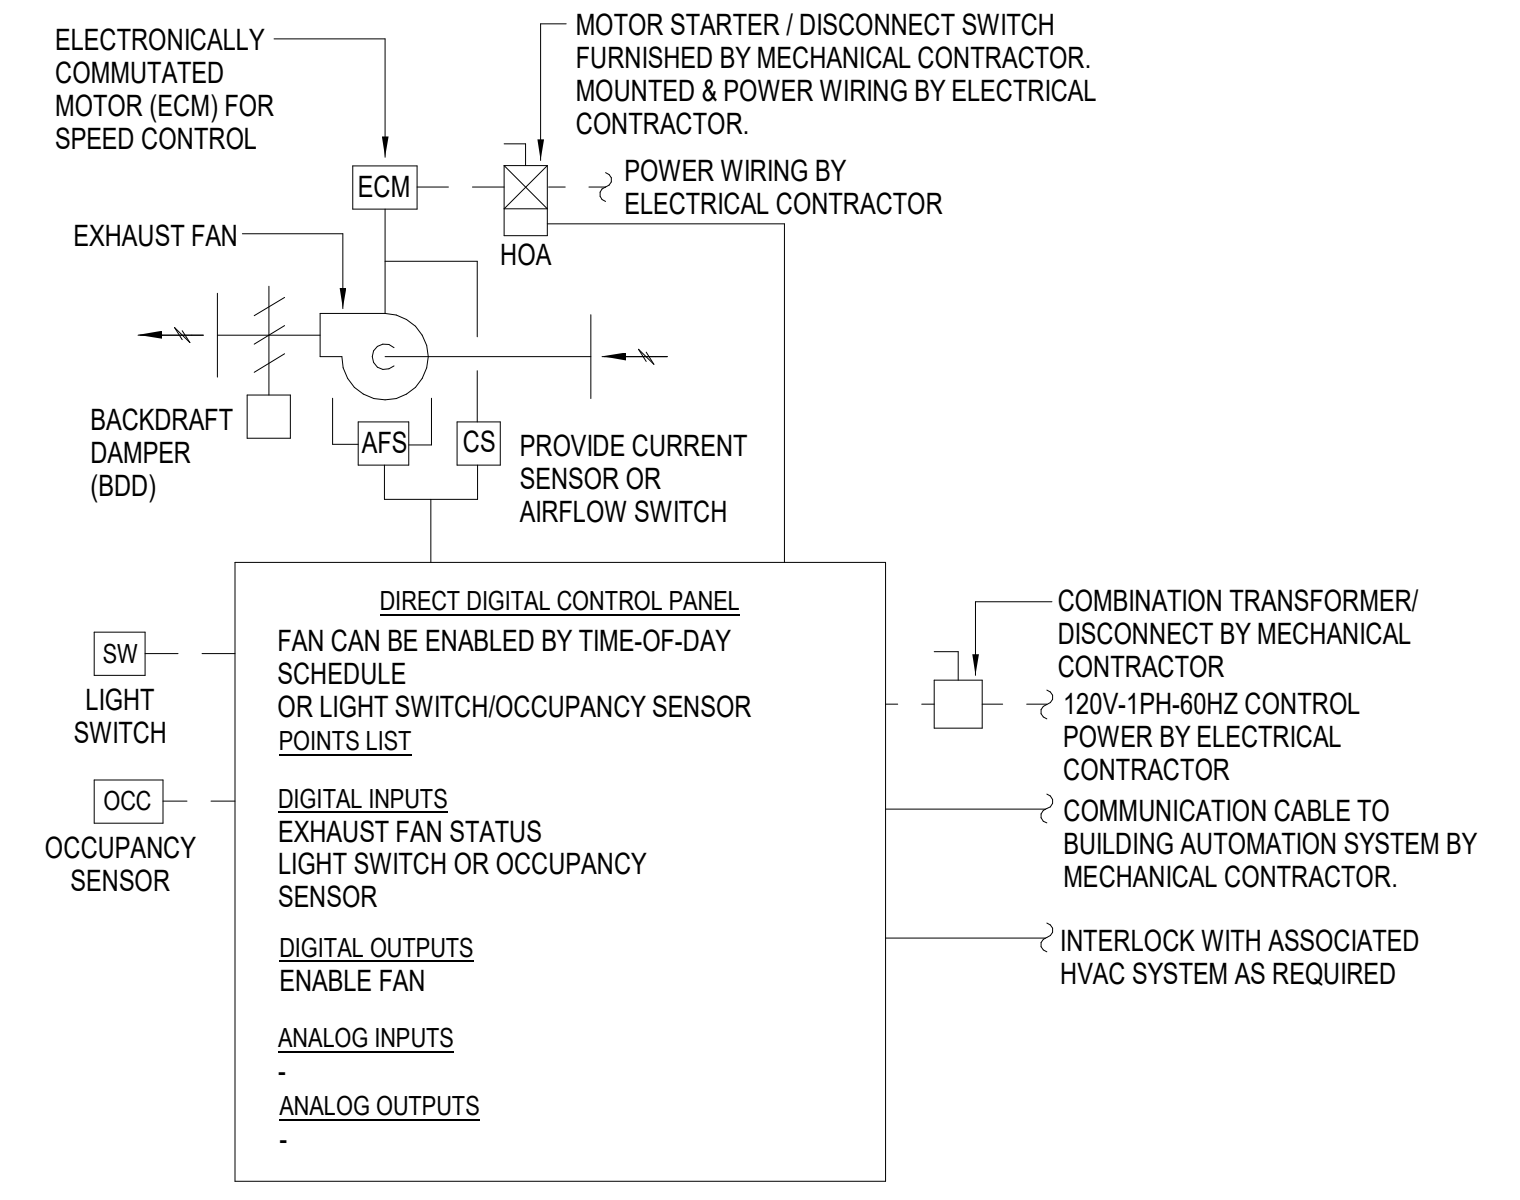 ELECTRONICALLY
COMMUTATED
MOTOR (ECM) FOR
SPEED CONTROL
MOTOR STARTER / DISCONNECT SWITCH
FURNISHED BY MECHANICAL CONTRACTOR.
MOUNTED & POWER WIRING BY ELECTRICAL
CONTRACTOR.
ECM
POWER WIRING BY
ELECTRICAL CONTRACTOR
HOA
EXHAUST FAN
BACKDRAFT
DAMPER
(BDD)
AFS
CS
PROVIDE CURRENT
SENSOR OR
AIRFLOW SWITCH
DIRECT DIGITAL CONTROL PANEL
FAN CAN BE ENABLED BY TIME-OF-DAY
SCHEDULE
OR LIGHT SWITCH/OCCUPANCY SENSOR
POINTS LIST
DIGITAL INPUTS
EXHAUST FAN STATUS
LIGHT SWITCH OR OCCUPANCY
SENSOR
DIGITAL OUTPUTS
ENABLE FAN
ANALOG INPUTS
-
ANALOG OUTPUTS
-
SW
LIGHT
SWITCH
OCC
OCCUPANCY
SENSOR
COMBINATION TRANSFORMER/
DISCONNECT BY MECHANICAL
CONTRACTOR
120V-1PH-60HZ CONTROL
POWER BY ELECTRICAL
CONTRACTOR
COMMUNICATION CABLE TO
BUILDING AUTOMATION SYSTEM BY
MECHANICAL CONTRACTOR.
INTERLOCK WITH ASSOCIATED
HVAC SYSTEM AS REQUIRED